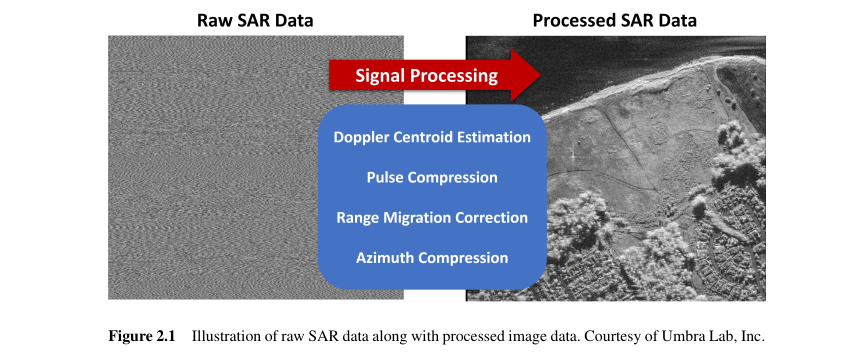 Raw SAR Data
Processed SAR Data
Signal Processing
Doppler Centroid Estimation
Pulse Compression
Range Migration Correction
Azimuth Compression
Figure 2.1 Illustration of raw SAR data along with processed image data. Courtesy of Umbra Lab, Inc.